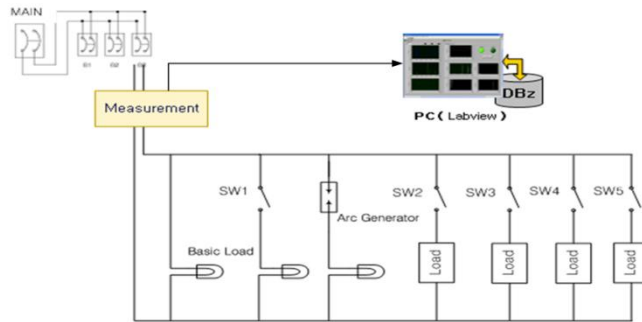 MAIN
Measurement
DBz
PC ( Labview )
SW1
SW2
SW3
SW4
SW5
Arc Generator
Basic Load
Load
Load
Load
Load